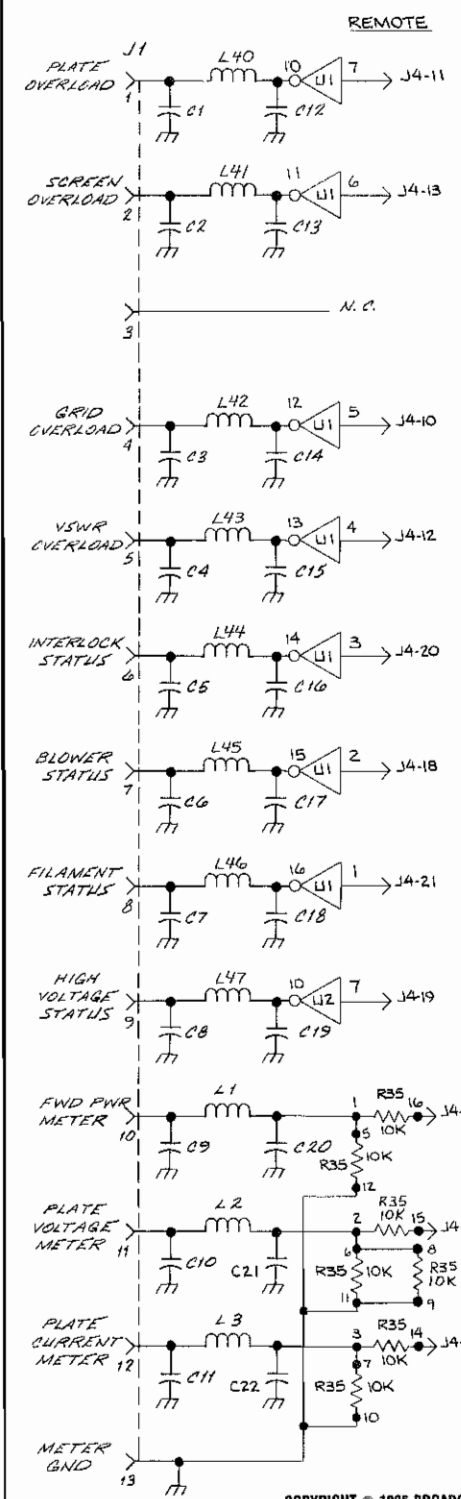 REMOTE
J1
PLATE
OVERLOAD
1
C1
L40
C12
10
U1
7
J4-11
SCREEN
OVERLOAD
2
C2
L41
C13
11
U1
6
J4-13
3
N.C.
GRID
OVERLOAD
4
C3
L42
C14
12
U1
5
J4-10
VSWR
OVERLOAD
5
C4
L43
C15
13
U1
4
J4-12
INTERLOCK
STATUS
6
C5
L44
C16
14
U1
3
J4-20
BLOWER
STATUS
7
C6
L45
C17
15
U1
2
J4-18
FILAMENT
STATUS
8
C7
L46
C18
16
U1
1
J4-21
HIGH
VOLTAGE
STATUS
9
C8
L47
C19
10
U2
7
J4-19
FWD PWR
METER
10
C9
L1
C20
1
R35 16
10K
J4-
5
R35 10K
12
PLATE
VOLTAGE
METER
11
C10
L2
C21
2
R35
10K 15
J4
6
8
R35 10K
R35
10K
11
9
PLATE
CURRENT
METER
12
C11
L3
C22
3
R35
14
10K
J4-
7
R35 10K
10
METER
GND
13